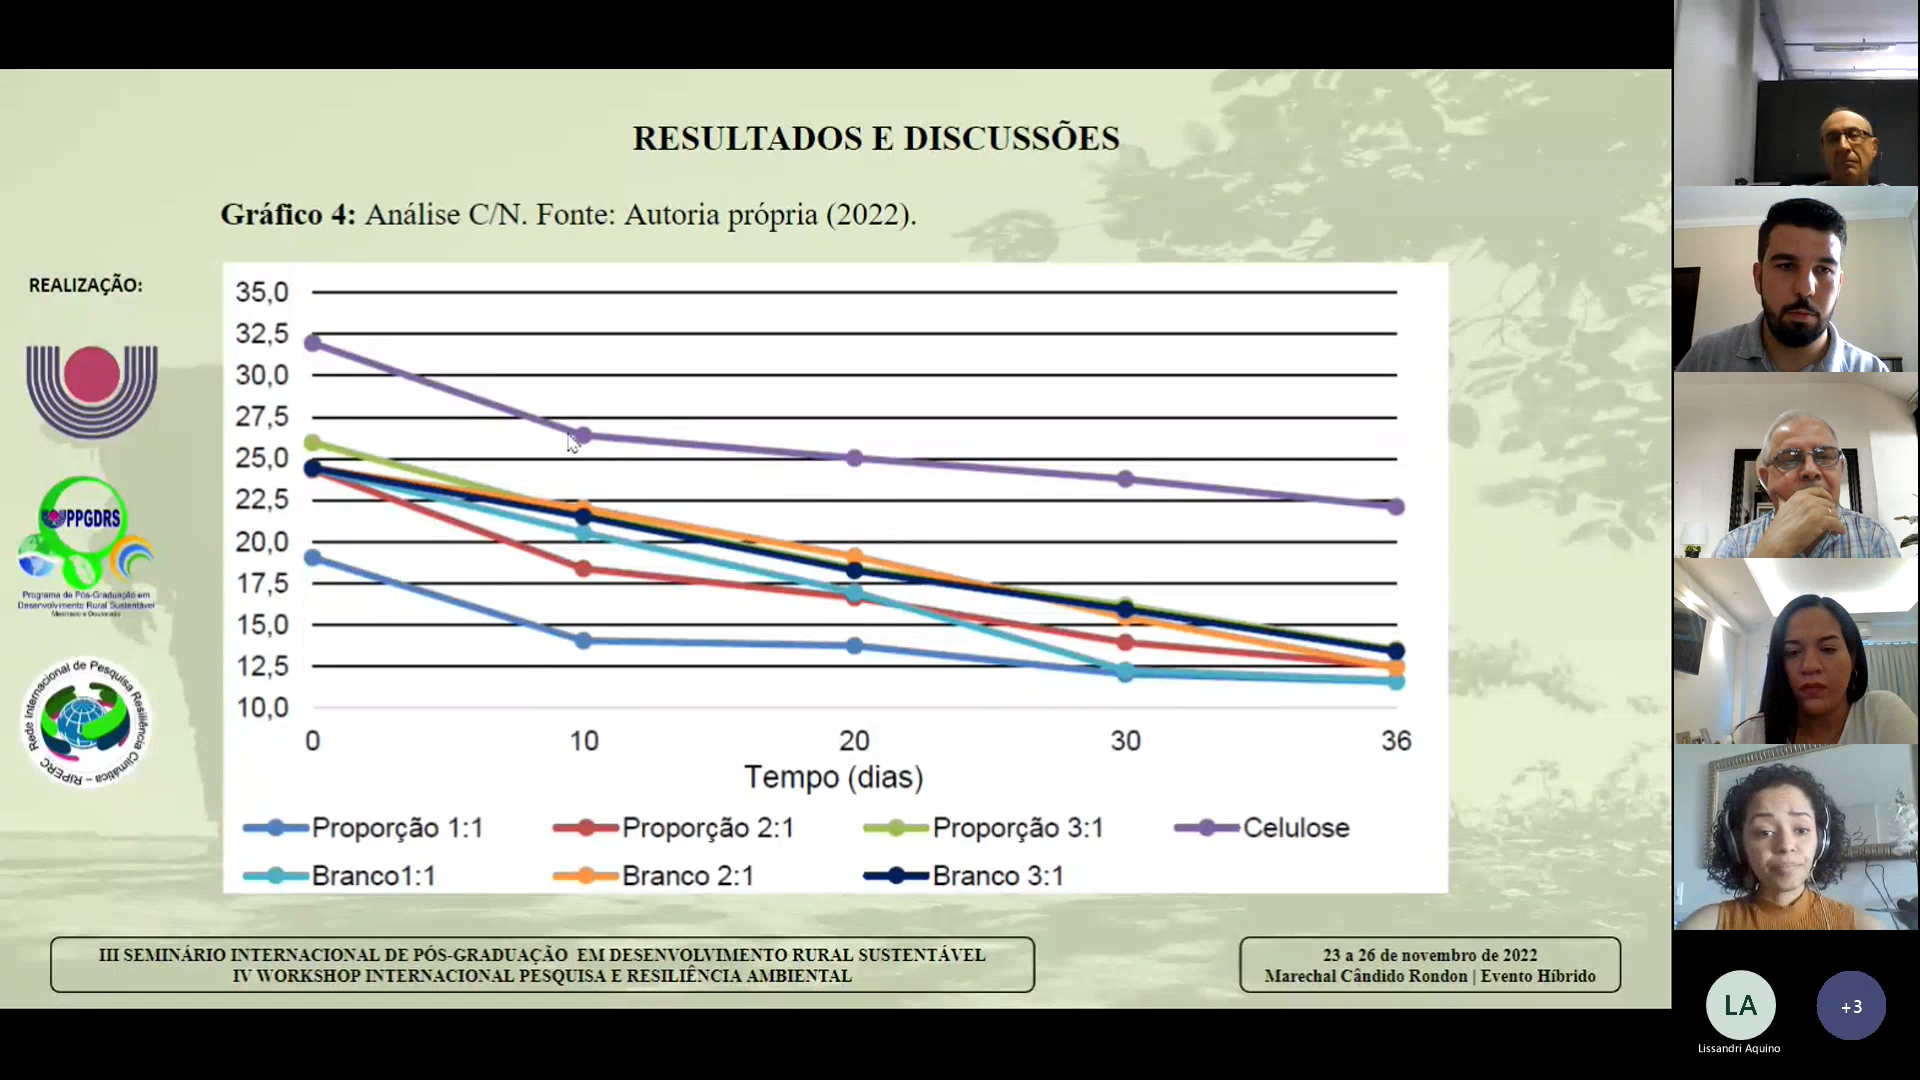 RESULTADOS E DISCUSSÕES
Gráfico 4: Análise C/N. Fonte: Autoria própria (2022).
REALIZAÇÃO:
PPGDRS
Programa de Pós-Graduação em
Desenvolvimento Rural Sustentável
Mestrado e Doutorado
Rede Internacional de Pesquisa Resiliência Climática – RIPERC
35,0
32,5
30,0
27,5
25,0
22,5
20,0
17,5
15,0
12,5
10,0
0 10 20 30 36
Tempo (dias)
Proporção 1:1 Proporção 2:1 Proporção 3:1 Celulose
Branco1:1 Branco 2:1 Branco 3:1
III SEMINÁRIO INTERNACIONAL DE PÓS-GRADUAÇÃO EM DESENVOLVIMENTO RURAL SUSTENTÁVEL
IV WORKSHOP INTERNACIONAL PESQUISA E RESILIÊNCIA AMBIENTAL
23 a 26 de novembro de 2022
Marechal Cândido Rondon | Evento Híbrido
LA
+3
Lissandri Aquino